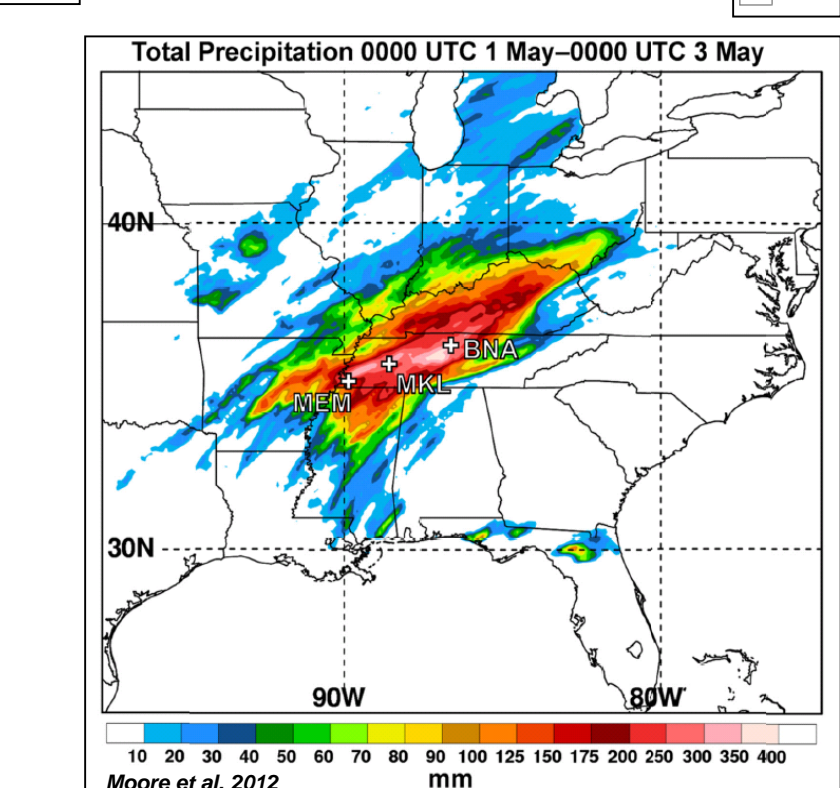 Total Precipitation 0000 UTC 1 May–0000 UTC 3 May
40N
BNA
MKL
MEM
30N
90W
80W
10 20 30 40 50 60 70 80 90 100 125 150 175 200 250 300 350 400
Moore et al. 2012
mm